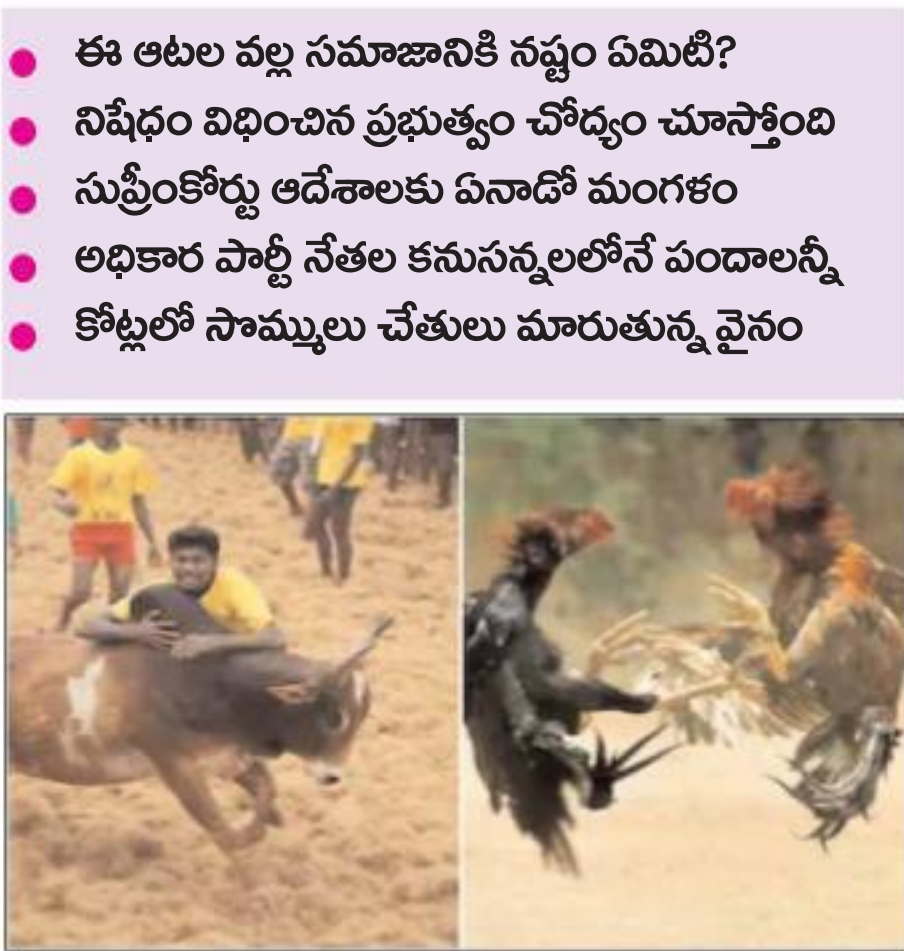 ఈ ఆటల వల్ల సమాజానికి నష్టం ఏమిటి?
నిషేధం విధించిన ప్రభుత్వం చోద్యం చూస్తోంది
సుప్రీంకోర్టు ఆదేశాలకు ఏనాడో మంగళం
అధికార పార్టీ నేతల కనుసన్నలలోనే పందాలన్నీ
కోట్లలో సొమ్ములు చేతులు మారుతున్న వైనం